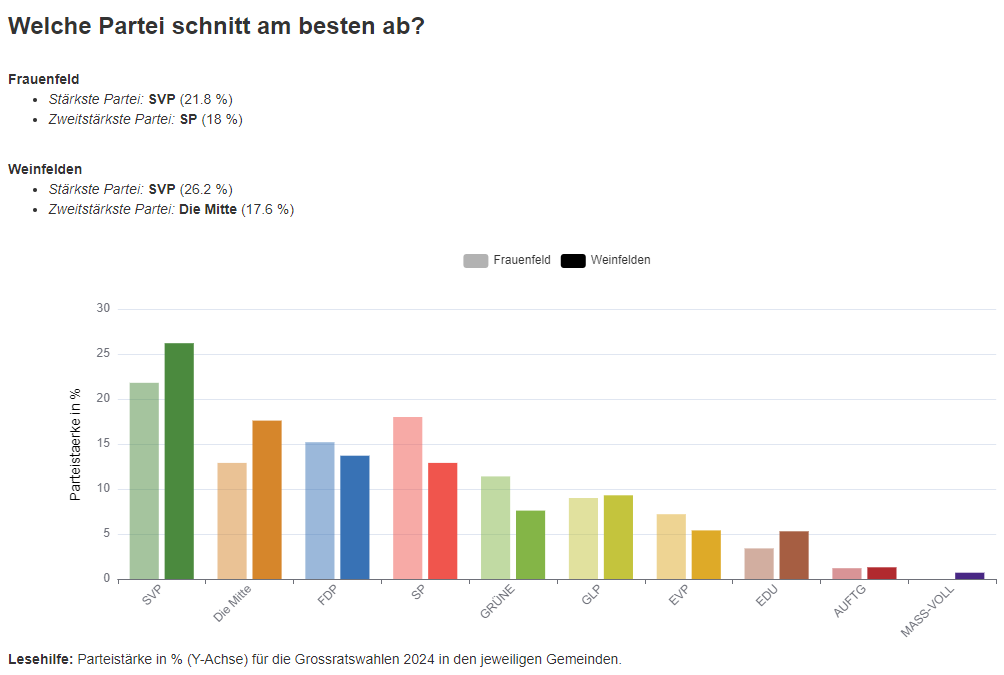 Welche Partei schnitt am besten ab?
Frauenfeld
• Stärkste Partei: SVP (21.8 %)
• Zweitstärkste Partei: SP (18 %)
Weinfelden
• Stärkste Partei: SVP (26.2 %)
• Zweitstärkste Partei: Die Mitte (17.6 %)
Frauenfeld Weinfelden
Parteistaerke in %
30
25
20
15
10
5
0
SVP Die Mitte FDP SP GRÜNE GLP EVP EDU AUFTG MASS-VOLL
Lesehilfe: Parteistärke in % (Y-Achse) für die Grossratswahlen 2024 in den jeweiligen Gemeinden.